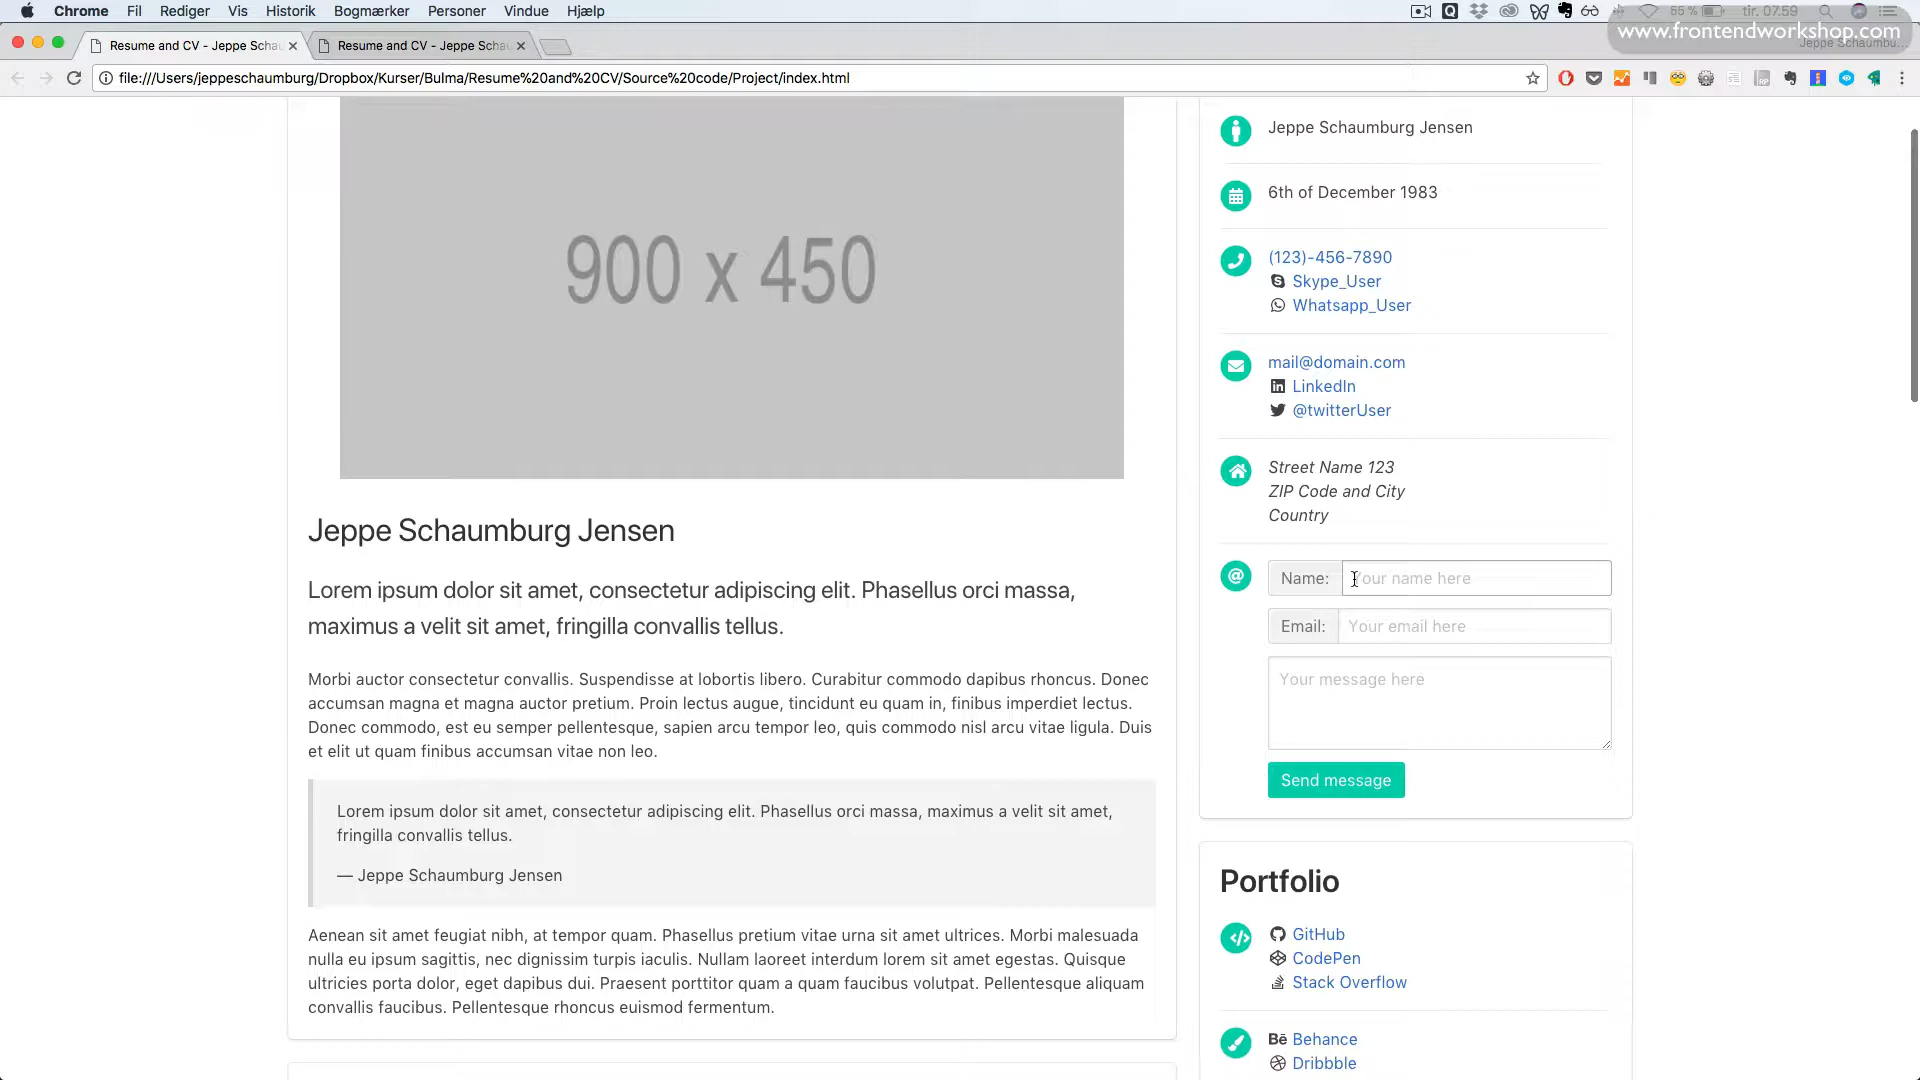 Chrome Fil Rediger Vis Historik Bogmærker Personer Vindue Hjælp 55 % tir. 07.59
www.frontendworkshop.com
Resume and CV - Jeppe Schau
Resume and CV - Jeppe Schau
Jeppe Schaumbu...
file:///Users/jeppeschaumburg/Dropbox/Kurser/Bulma/Resume%20and%20CV/Source%20code/Project/index.html
900 x 450
Jeppe Schaumburg Jensen
Lorem ipsum dolor sit amet, consectetur adipiscing elit. Phasellus orci massa,
maximus a velit sit amet, fringilla convallis tellus.
Morbi auctor consectetur convallis. Suspendisse at lobortis libero. Curabitur commodo dapibus rhoncus. Donec
accumsan magna et magna auctor pretium. Proin lectus augue, tincidunt eu quam in, finibus imperdiet lectus.
Donec commodo, est eu semper pellentesque, sapien arcu tempor leo, quis commodo nisl arcu vitae ligula. Duis
et elit ut quam finibus accumsan vitae non leo.
Lorem ipsum dolor sit amet, consectetur adipiscing elit. Phasellus orci massa, maximus a velit sit amet,
fringilla convallis tellus.
— Jeppe Schaumburg Jensen
Aenean sit amet feugiat nibh, at tempor quam. Phasellus pretium vitae urna sit amet ultrices. Morbi malesuada
nulla eu ipsum sagittis, nec dignissim turpis iaculis. Nullam laoreet interdum lorem sit amet egestas. Quisque
ultricies porta dolor, eget dapibus dui. Praesent porttitor quam a quam faucibus volutpat. Pellentesque aliquam
convallis faucibus. Pellentesque rhoncus euismod fermentum.
Jeppe Schaumburg Jensen
6th of December 1983
(123)-456-7890
Skype_User
Whatsapp_User
mail@domain.com
LinkedIn
@twitterUser
Street Name 123
ZIP Code and City
Country
Name: Your name here
Email: Your email here
Your message here
Send message
Portfolio
GitHub
CodePen
Stack Overflow
Bē Behance
Dribbble